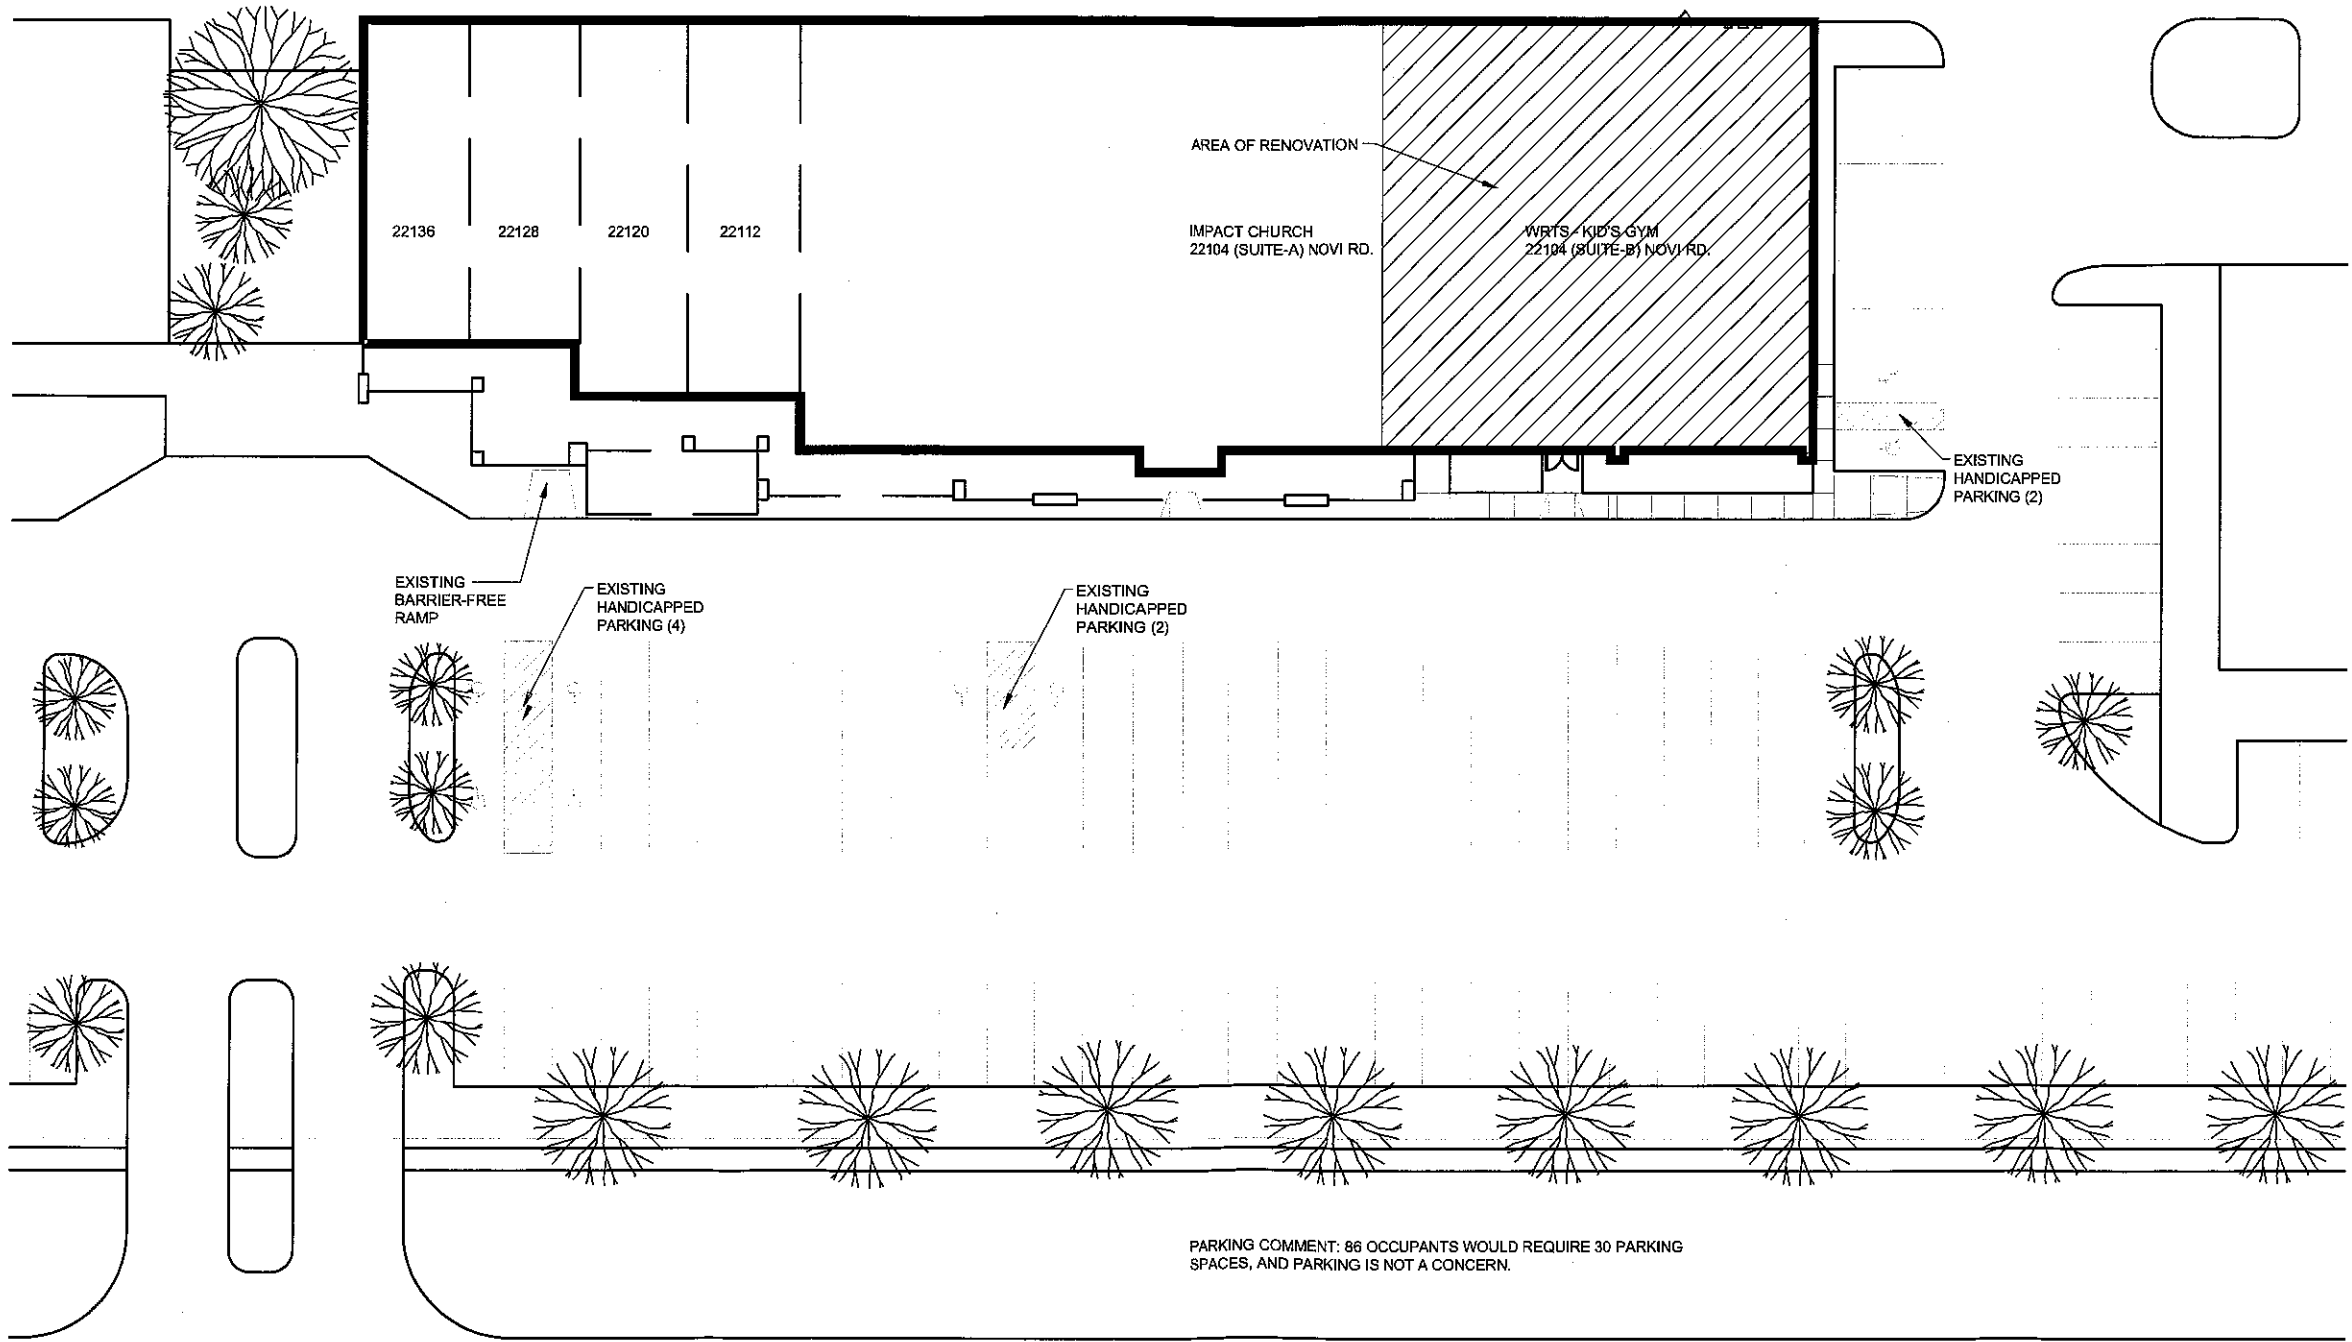 AREA OF RENOVATION
22136
22128
22120
22112
IMPACT CHURCH
22104 (SUITE-A) NOVI RD.
WRTS - KID'S GYM
22104 (SUITE-B) NOVI RD.
EXISTING
HANDICAPPED
PARKING (2)
EXISTING
BARRIER-FREE
RAMP
EXISTING
HANDICAPPED
PARKING (4)
EXISTING
HANDICAPPED
PARKING (2)
PARKING COMMENT: 86 OCCUPANTS WOULD REQUIRE 30 PARKING
SPACES, AND PARKING IS NOT A CONCERN.